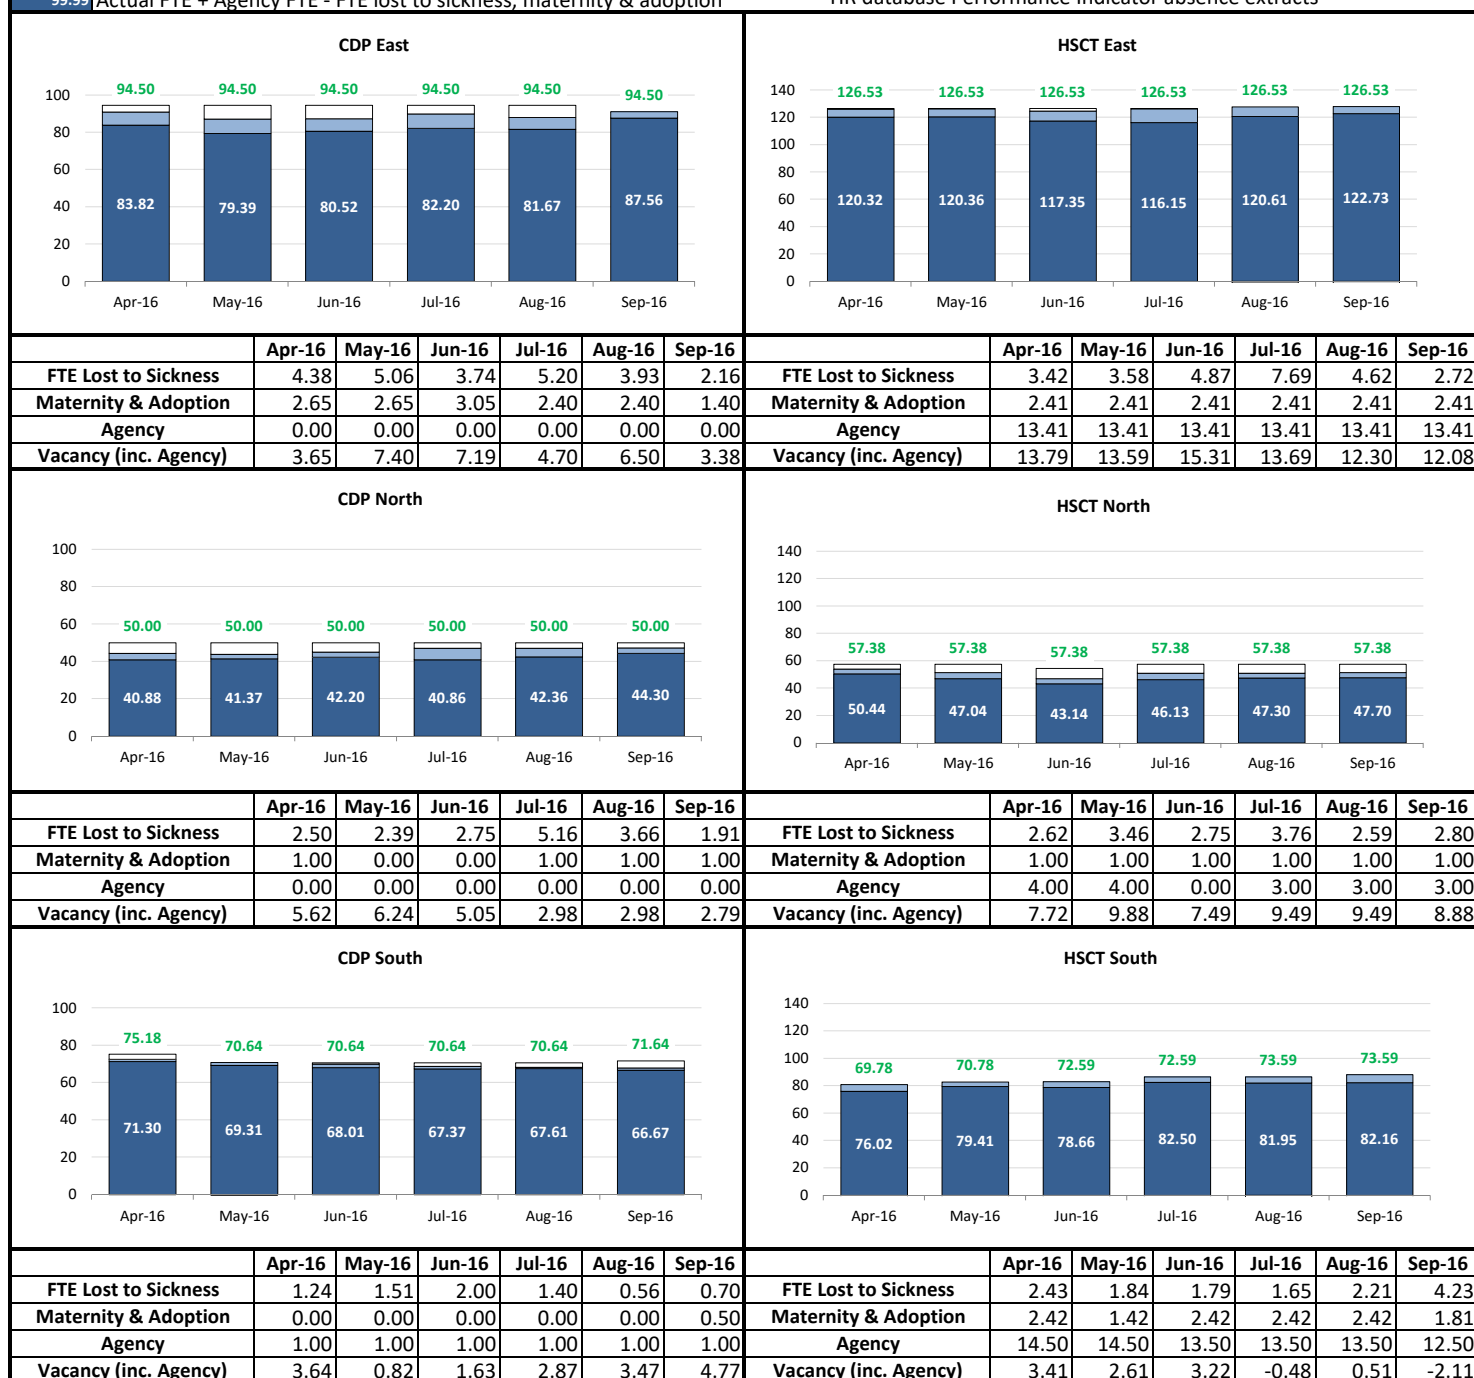 99.99 Actual FTE + Agency FTE - FTE lost to sickness, maternity & adoption HR database Performance Indicator absence extracts
CDP East
94.50 94.50 94.50 94.50 94.50 94.50
100
80
60
40
20
0
83.82 79.39 80.52 82.20 81.67 87.56
Apr-16 May-16 Jun-16 Jul-16 Aug-16 Sep-16
Apr-16 May-16 Jun-16 Jul-16 Aug-16 Sep-16
FTE Lost to Sickness 4.38 5.06 3.74 5.20 3.93 2.16
Maternity & Adoption 2.65 2.65 3.05 2.40 2.40 1.40
Agency 0.00 0.00 0.00 0.00 0.00 0.00
Vacancy (inc. Agency) 3.65 7.40 7.19 4.70 6.50 3.38
HSCT East
126.53 126.53 126.53 126.53 126.53 126.53
140
120
100
80
60
40
20
0
120.32 120.36 117.35 116.15 120.61 122.73
Apr-16 May-16 Jun-16 Jul-16 Aug-16 Sep-16
Apr-16 May-16 Jun-16 Jul-16 Aug-16 Sep-16
FTE Lost to Sickness 3.42 3.58 4.87 7.69 4.62 2.72
Maternity & Adoption 2.41 2.41 2.41 2.41 2.41 2.41
Agency 13.41 13.41 13.41 13.41 13.41 13.41
Vacancy (inc. Agency) 13.79 13.59 15.31 13.69 12.30 12.08
CDP North
100
80
60
40
20
0
50.00 50.00 50.00 50.00 50.00 50.00
40.88 41.37 42.20 40.86 42.36 44.30
Apr-16 May-16 Jun-16 Jul-16 Aug-16 Sep-16
Apr-16 May-16 Jun-16 Jul-16 Aug-16 Sep-16
FTE Lost to Sickness 2.50 2.39 2.75 5.16 3.66 1.91
Maternity & Adoption 1.00 0.00 0.00 1.00 1.00 1.00
Agency 0.00 0.00 0.00 0.00 0.00 0.00
Vacancy (inc. Agency) 5.62 6.24 5.05 2.98 2.98 2.79
HSCT North
140
120
100
80
60
40
20
0
57.38 57.38 57.38 57.38 57.38 57.38
50.44 47.04 43.14 46.13 47.30 47.70
Apr-16 May-16 Jun-16 Jul-16 Aug-16 Sep-16
Apr-16 May-16 Jun-16 Jul-16 Aug-16 Sep-16
FTE Lost to Sickness 2.62 3.46 2.75 3.76 2.59 2.80
Maternity & Adoption 1.00 1.00 1.00 1.00 1.00 1.00
Agency 4.00 4.00 0.00 3.00 3.00 3.00
Vacancy (inc. Agency) 7.72 9.88 7.49 9.49 9.49 8.88
CDP South
100
80
60
40
20
0
75.18 70.64 70.64 70.64 70.64 71.64
71.30 69.31 68.01 67.37 67.61 66.67
Apr-16 May-16 Jun-16 Jul-16 Aug-16 Sep-16
Apr-16 May-16 Jun-16 Jul-16 Aug-16 Sep-16
FTE Lost to Sickness 1.24 1.51 2.00 1.40 0.56 0.70
Maternity & Adoption 0.00 0.00 0.00 0.00 0.00 0.50
Agency 1.00 1.00 1.00 1.00 1.00 1.00
Vacancy (inc. Agency) 3.64 0.82 1.63 2.87 3.47 4.77
HSCT South
140
120
100
80
60
40
20
0
69.78 70.78 72.59 72.59 73.59 73.59
76.02 79.41 78.66 82.50 81.95 82.16
Apr-16 May-16 Jun-16 Jul-16 Aug-16 Sep-16
Apr-16 May-16 Jun-16 Jul-16 Aug-16 Sep-16
FTE Lost to Sickness 2.43 1.84 1.79 1.65 2.21 4.23
Maternity & Adoption 2.42 1.42 2.42 2.42 2.42 1.81
Agency 14.50 14.50 13.50 13.50 13.50 12.50
Vacancy (inc. Agency) 3.41 2.61 3.22 -0.48 0.51 -2.11